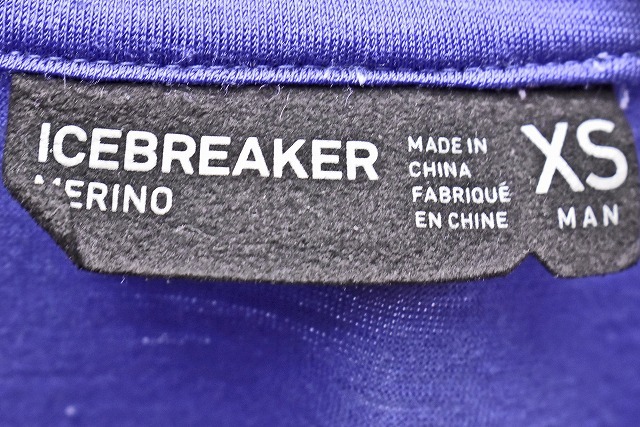 ICEBREAKER
MERINO
MADE IN
CHINA
FABRIQUÉ
EN CHINE
XS
MAN